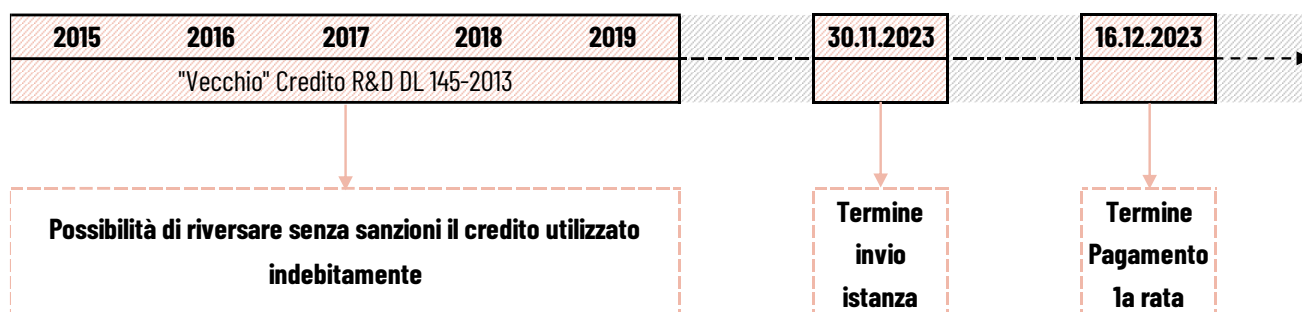 2015 2016 2017 2018 2019 30.11.2023 16.12.2023
"Vecchio" Credito R&D DL 145-2013
Possibilità di riversare senza sanzioni il credito utilizzato
indebitamente
Termine
invio
istanza
Termine
Pagamento
1a rata